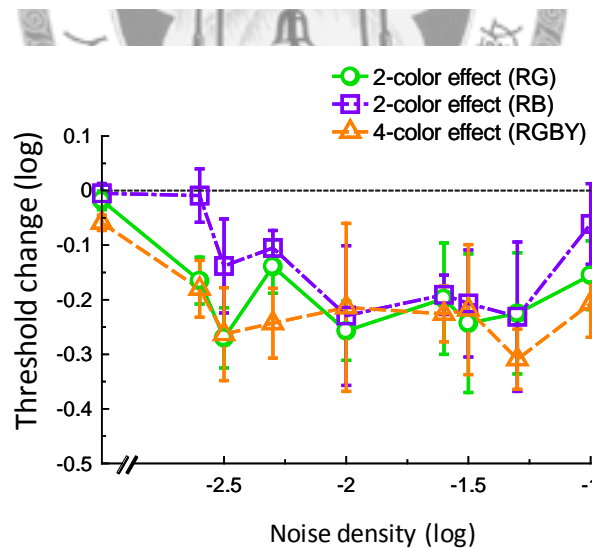 2-color effect (RG)
2-color effect (RB)
4-color effect (RGBY)
0.1
0
-0.1
-0.2
-0.3
-0.4
-0.5
Threshold change (log)
-2.5
-2
-1.5
-1
Noise density (log)